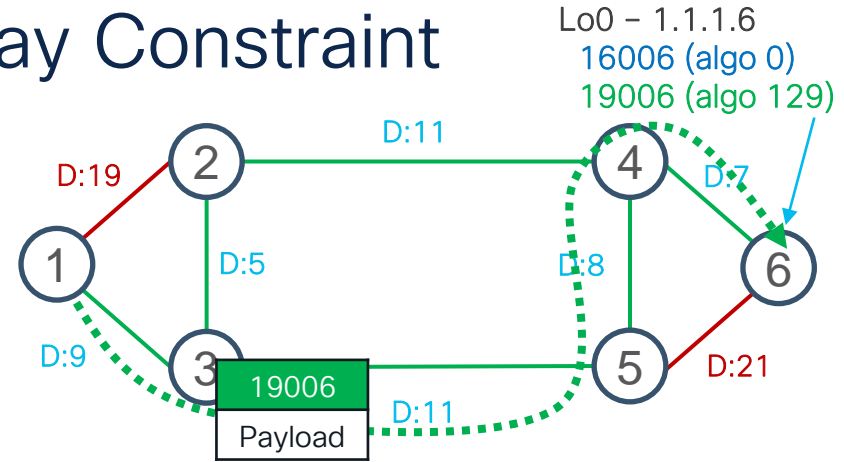 ay Constraint
Lo0 – 1.1.1.6
16006 (algo 0)
19006 (algo 129)
D:11
D:19
2
4
D:7
1
D:5
D:8
6
D:9
3
19006
5
D:21
D:11
Payload